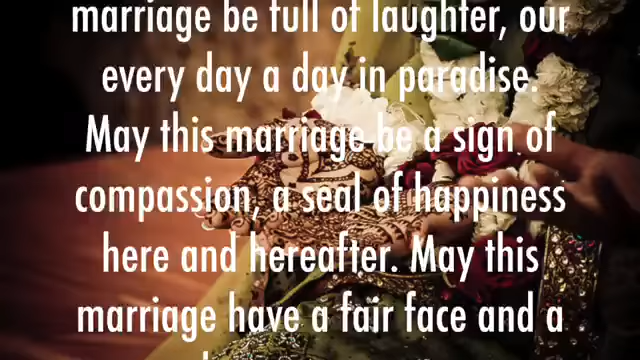 marriage be full of laughter, our
every day a day in paradise.
May this marriage be a sign of
compassion, a seal of happiness
here and hereafter. May this
marriage have a fair face and a